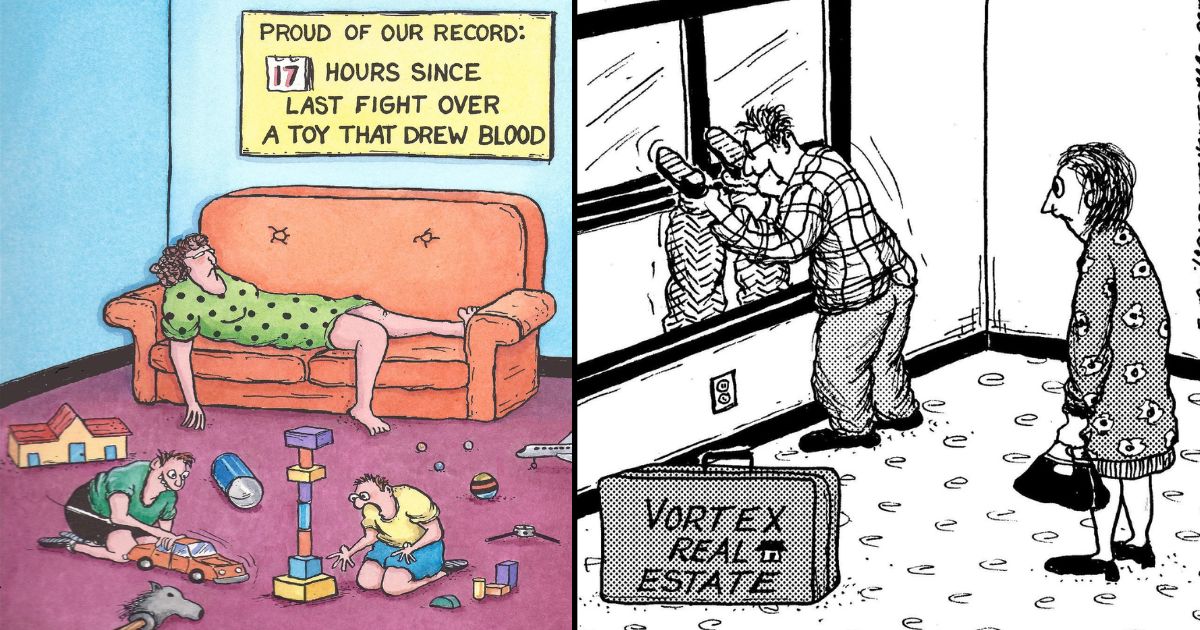 PROUD OF OUR RECORD:
17 HOURS SINCE
LAST FIGHT OVER
A TOY THAT DREW BLOOD
VORTEX
REAL
ESTATE